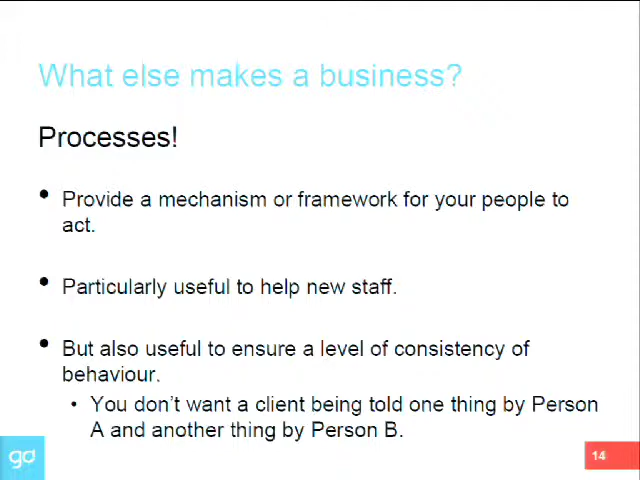 What else makes a business?
Processes!
• Provide a mechanism or framework for your people to
act.
• Particularly useful to help new staff.
• But also useful to ensure a level of consistency of
behaviour.
• You don't want a client being told one thing by Person
A and another thing by Person B.
gd
14